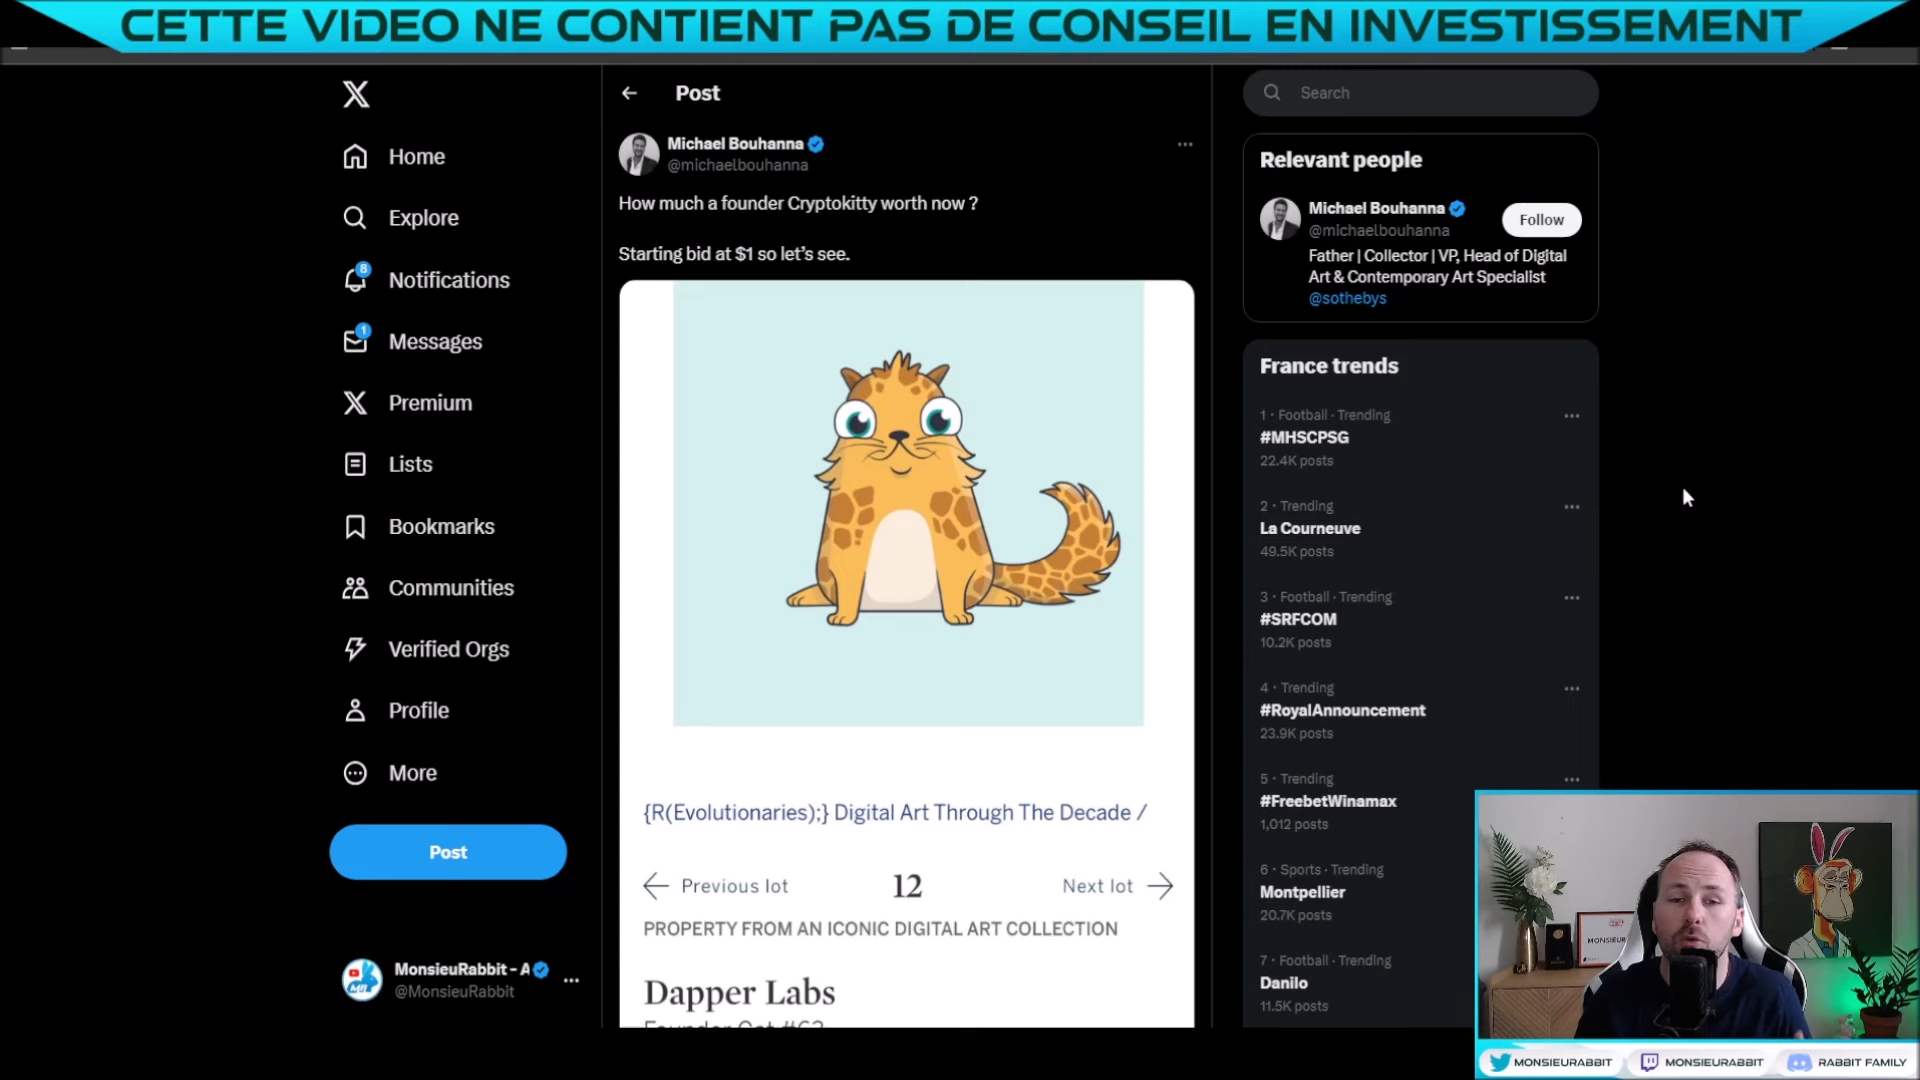 CETTE VIDEO NE CONTIENT PAS DE CONSEIL EN INVESTISSEMENT
Home
Explore
8
Notifications
1
Messages
Premium
Lists
Bookmarks
Communities
Verified Orgs
Profile
More
Post
MonsieuRabbit - A
@MonsieuRabbit
Post
Michael Bouhanna
@michaelbouhanna
How much a founder Cryptokitty worth now ?
Starting bid at $1 so let's see.
{R(Evolutionaries);} Digital Art Through The Decade /
Previous lot
12
Next lot
PROPERTY FROM AN ICONIC DIGITAL ART COLLECTION
Dapper Labs
Search
Relevant people
Michael Bouhanna
@michaelbouhanna
Follow
Father | Collector | VP, Head of Digital
Art & Contemporary Art Specialist
@sothebys
France trends
1 · Football · Trending
#MHSCPSG
22.4K posts
2 · Trending
La Courneuve
49.5K posts
3 · Football · Trending
#SRFCOM
10.2K posts
4 · Trending
#RoyalAnnouncement
23.9K posts
5 · Trending
#FreebetWinamax
1,012 posts
6 · Sports · Trending
Montpellier
20.7K posts
7 · Football · Trending
Danilo
11.5K posts
MONSIEURABBIT
MONSIEURABBIT
RABBIT FAMILY